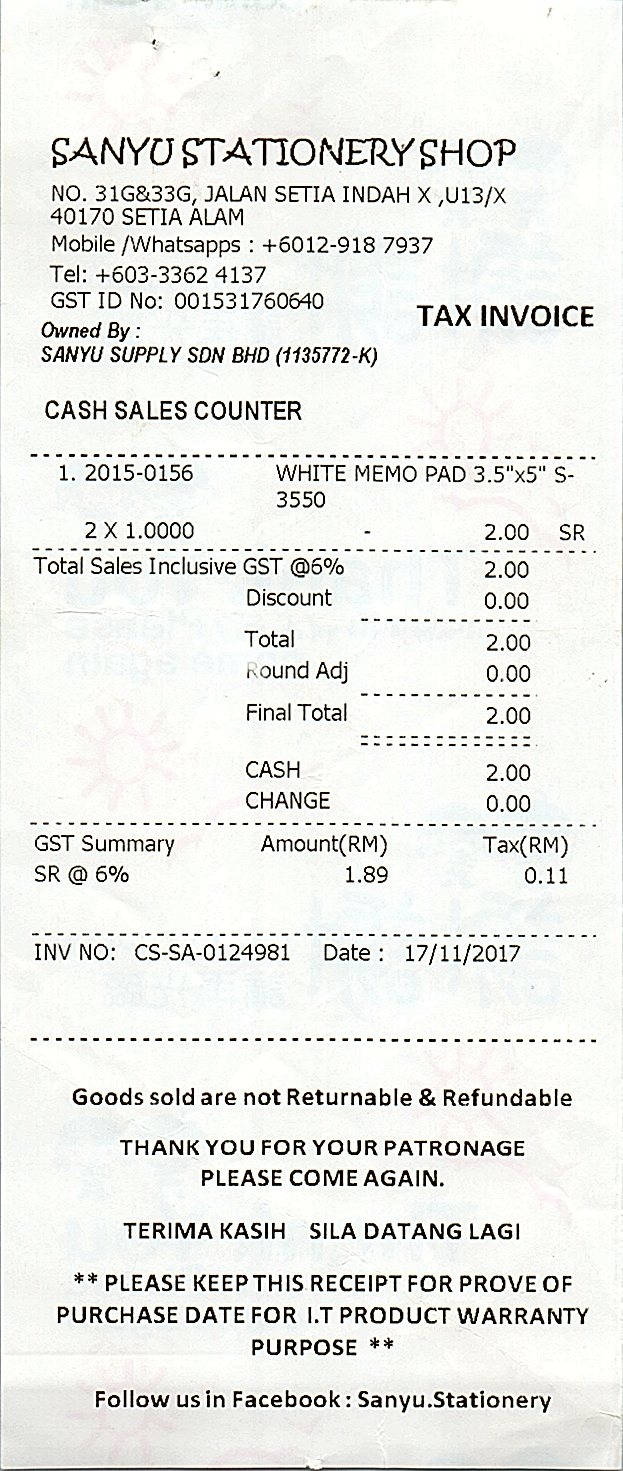 SANYU STATIONERY SHOP
NO. 31G&33G, JALAN SETIA INDAH X ,U13/X
40170 SETIA ALAM
Mobile /Whatsapps : +6012-918 7937
Tel: +603-3362 4137
GST ID No: 001531760640
TAX INVOICE
Owned By :
SANYU SUPPLY SDN BHD (1135772-K)
CASH SALES COUNTER
1. 2015-0156 WHITE MEMO PAD 3.5"x5" S-
3550
2 X 1.0000 - 2.00 SR
Total Sales Inclusive GST @6% 2.00
Discount 0.00
Total 2.00
Round Adj 0.00
Final Total 2.00
CASH 2.00
CHANGE 0.00
GST Summary Amount(RM) Tax(RM)
SR @ 6% 1.89 0.11
INV NO: CS-SA-0124981 Date : 17/11/2017
Goods sold are not Returnable & Refundable
THANK YOU FOR YOUR PATRONAGE
PLEASE COME AGAIN.
TERIMA KASIH SILA DATANG LAGI
** PLEASE KEEP THIS RECEIPT FOR PROVE OF
PURCHASE DATE FOR I.T PRODUCT WARRANTY
PURPOSE **
Follow us in Facebook : Sanyu.Stationery